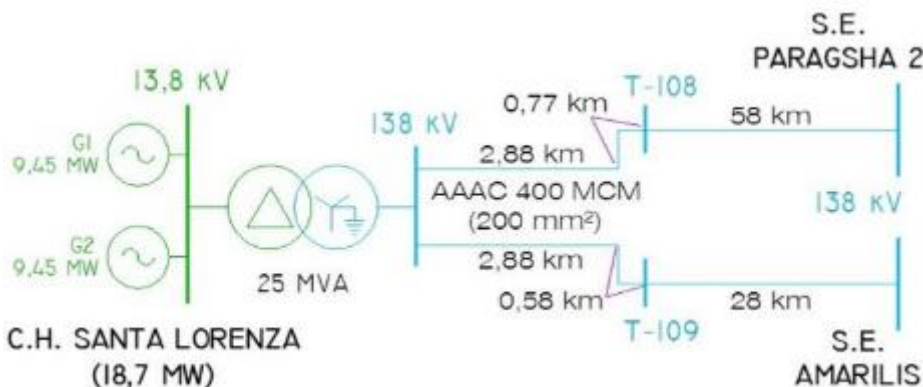 S.E.
PARAGSHA 2
13,8 kV
T-108
0,77 km
58 km
138 kV
G1
9,45 MW
2,88 km
AAAC 400 MCM
(200 mm²)
138 kV
G2
9,45 MW
2,88 km
25 MVA
0,58 km
28 km
T-109
C.H. SANTA LORENZA
(18,7 MW)
S.E.
AMARILIS